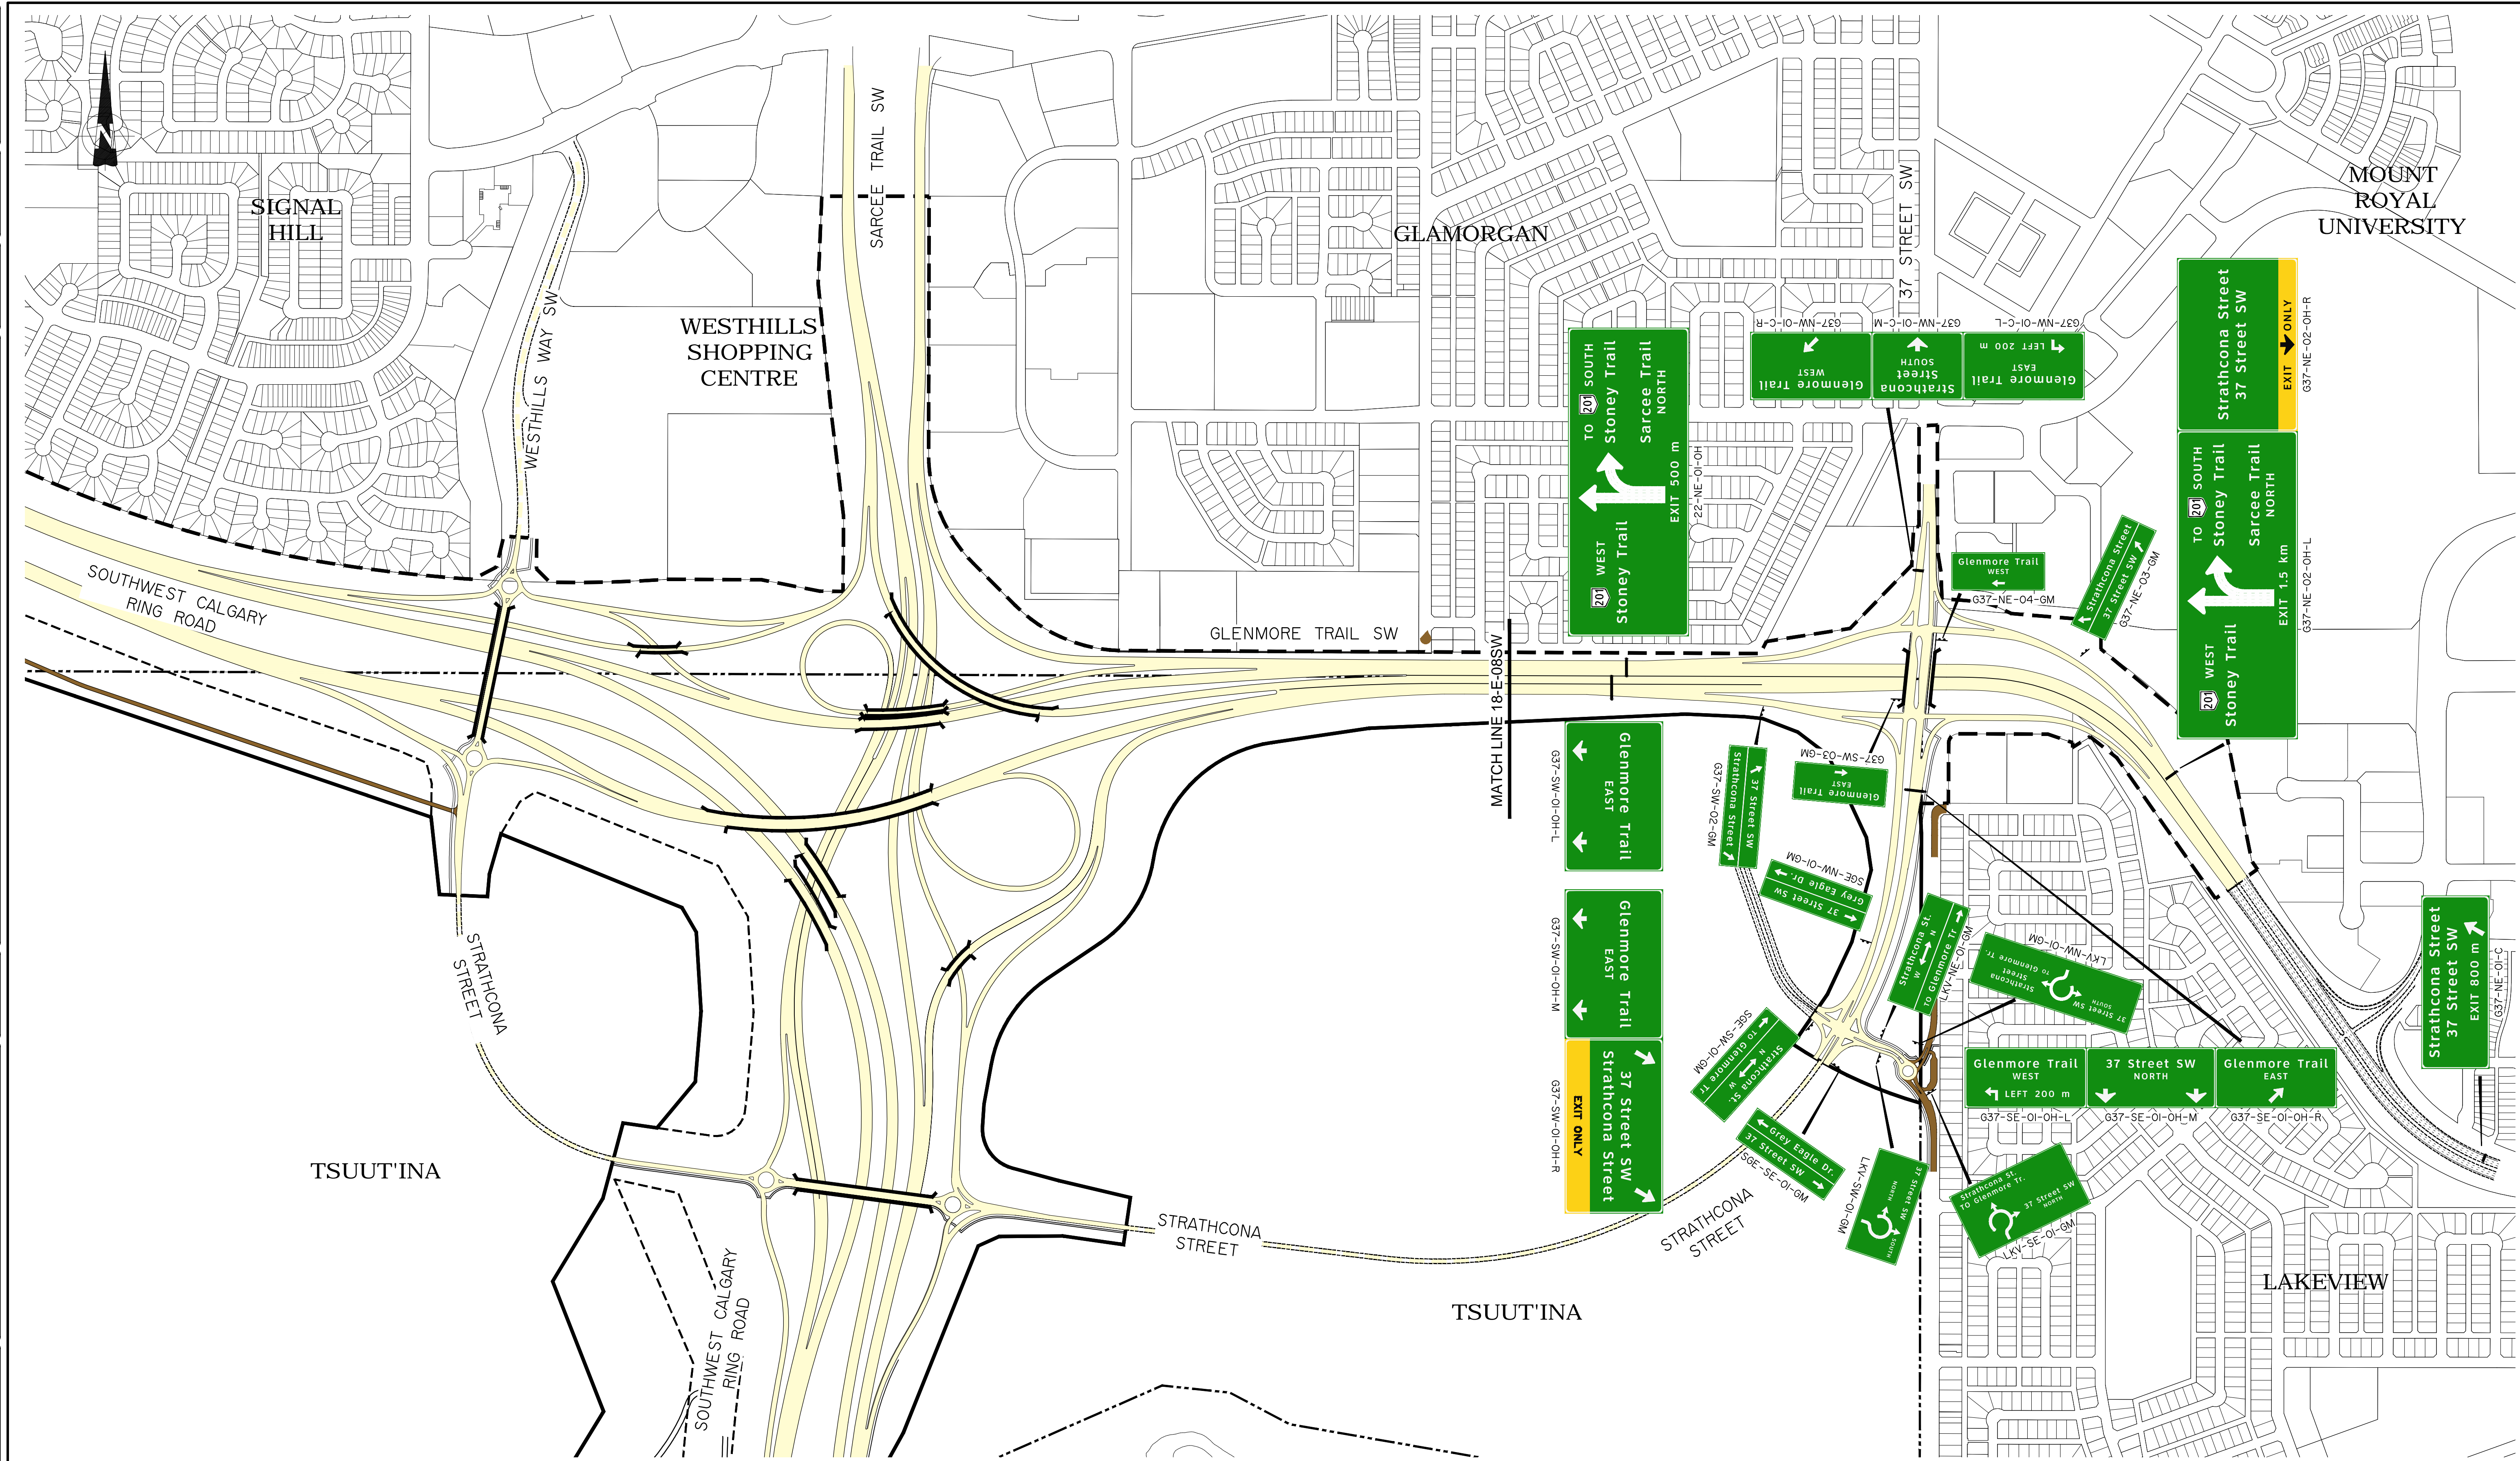 N
SIGNAL
HILL
WESTHILLS WAY SW
WESTHILLS
SHOPPING
CENTRE
SARCEE TRAIL SW
GLAMORGAN
37 STREET SW
MOUNT
ROYAL
UNIVERSITY
SOUTHWEST CALGARY
RING ROAD
GLENMORE TRAIL SW
MATCH LINE 18-E-08SW
201 WEST
Stoney Trail
TO 201 SOUTH
Stoney Trail
Sarcee Trail
NORTH
EXIT 500 m
22-NE-01-OH
G37-NW-01-C-R
G37-NW-01-C-M
G37-NW-01-C-L
Glenmore Trail
WEST
Strathcona
Street
SOUTH
Glenmore Trail
EAST
LEFT 200 m
Strathcona Street
37 Street SW
EXIT ONLY
G37-NE-02-OH-R
201 WEST
Stoney Trail
TO 201 SOUTH
Stoney Trail
Sarcee Trail
NORTH
EXIT 1.5 km
G37-NE-02-OH-L
Glenmore Trail
WEST
G37-NE-04-GM
Strathcona Street
37 Street SW
G37-NE-03-GM
Glenmore Trail
EAST
G37-SW-01-OH-L
Glenmore Trail
EAST
G37-SW-01-OH-M
37 Street SW
Strathcona Street
EXIT ONLY
G37-SW-01-OH-R
37 Street SW
Strathcona Street
G37-SW-02-GM
G37-SW-03-GM
Glenmore Trail
EAST
SGE-NW-01-GM
37 Street SW
Grey Eagle Dr.
Strathcona St.
W N
TO Glenmore Tr
LKV-NE-01-GM
LKV-NW-01-GM
37 Street SW
SOUTH
Strathcona
Street
TO Glenmore Tr.
Strathcona Street
37 Street SW
EXIT 800 m
G37-NE-01-C
SGE-SW-01-GM
Strathcona St.
W N
TO Glenmore Tr
Glenmore Trail
WEST
LEFT 200 m
37 Street SW
NORTH
Glenmore Trail
EAST
G37-SE-01-OH-L
G37-SE-01-OH-M
G37-SE-01-OH-R
Grey Eagle Dr.
37 Street SW
SGE-SE-01-GM
37 Street SW
NORTH
SOUTH
LKV-SW-01-GM
Strathcona St.
TO Glenmore Tr.
37 Street SW
NORTH
LKV-SE-01-GM
STRATHCONA
STREET
TSUUT'INA
STRATHCONA
STREET
STRATHCONA
STREET
SOUTHWEST CALGARY
RING ROAD
TSUUT'INA
LAKEVIEW